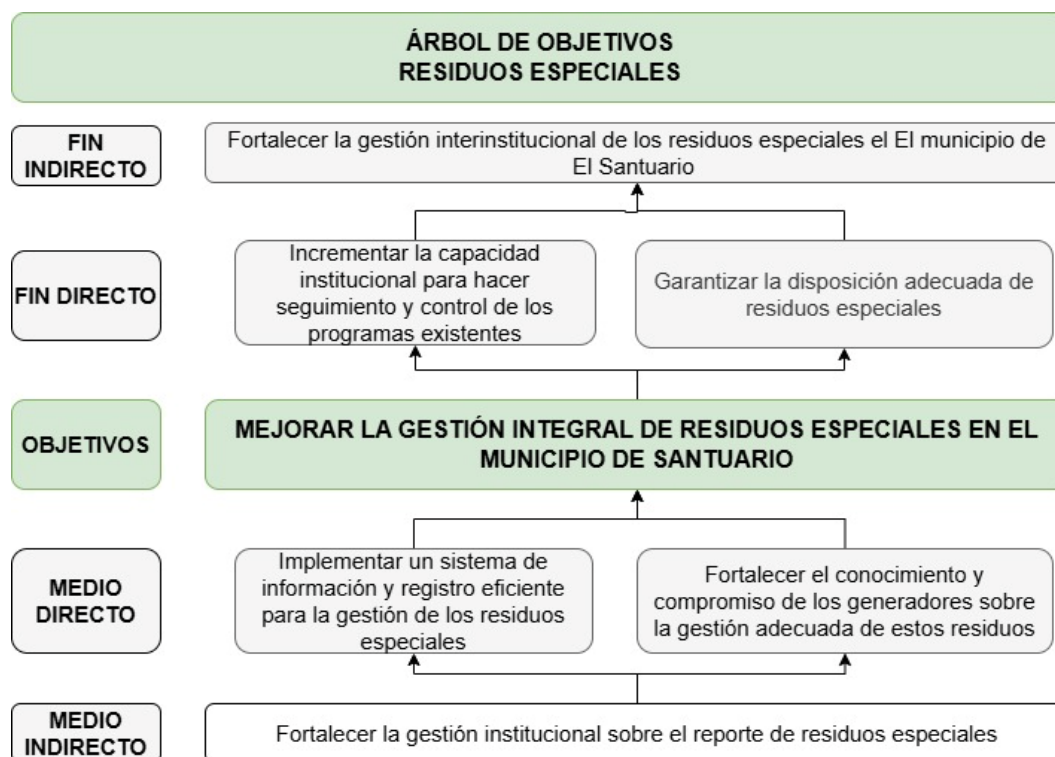 ÁRBOL DE OBJETIVOS
RESIDUOS ESPECIALES
FIN
INDIRECTO
Fortalecer la gestión interinstitucional de los residuos especiales el El municipio de
El Santuario
FIN DIRECTO
Incrementar la capacidad
institucional para hacer
seguimiento y control de los
programas existentes
Garantizar la disposición adecuada de
residuos especiales
OBJETIVOS
MEJORAR LA GESTIÓN INTEGRAL DE RESIDUOS ESPECIALES EN EL
MUNICIPIO DE SANTUARIO
MEDIO
DIRECTO
Implementar un sistema de
información y registro eficiente
para la gestión de los residuos
especiales
Fortalecer el conocimiento y
compromiso de los generadores sobre
la gestión adecuada de estos residuos
MEDIO
INDIRECTO
Fortalecer la gestión institucional sobre el reporte de residuos especiales